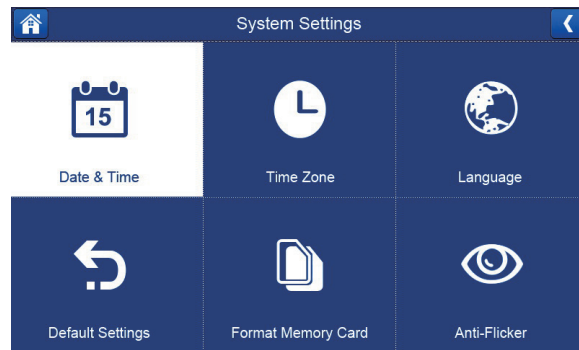 System Settings
15
Date & Time
Time Zone
Language
Default Settings
Format Memory Card
Anti-Flicker